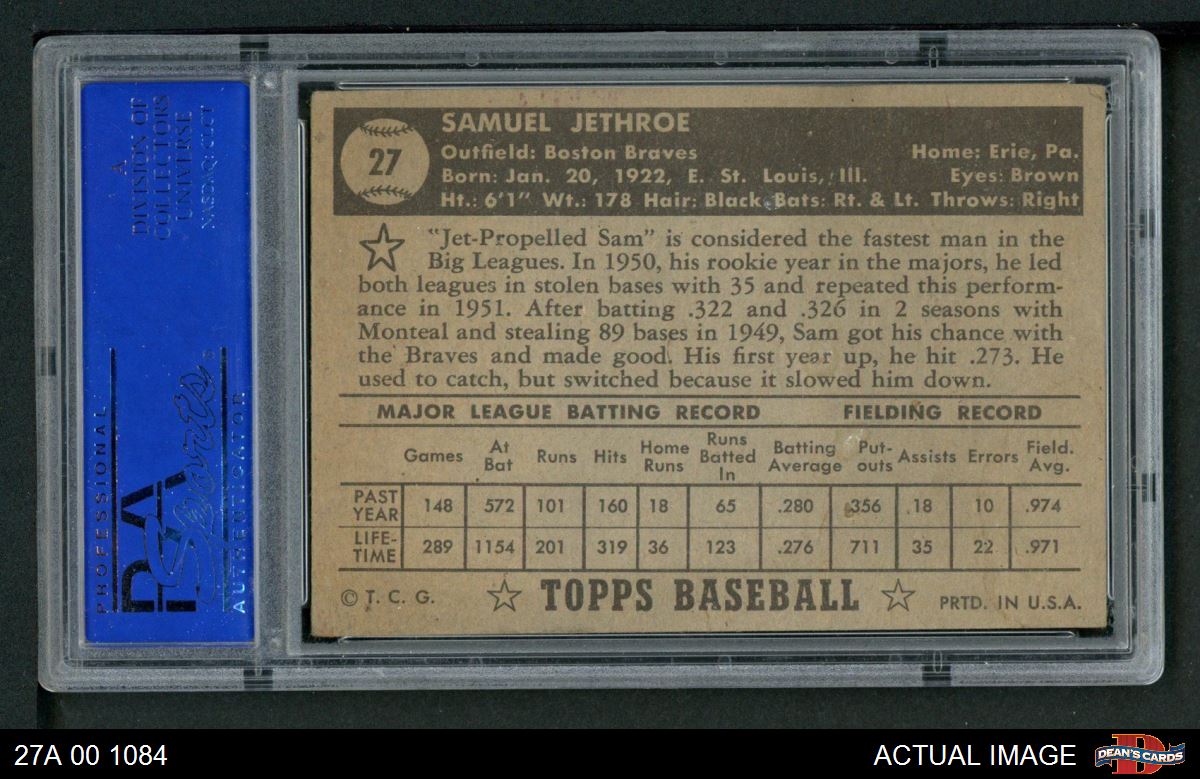 A
DIVISION OF
COLLECTORS
UNIVERSE
NASDAQ: CLCT
PROFESSIONAL
PSA
Sports
AUTHENTICATOR
27
SAMUEL JETHROE
Outfield: Boston Braves Home: Erie, Pa.
Born: Jan. 20, 1922, E. St. Louis, Ill. Eyes: Brown
Ht.: 6'1" Wt.: 178 Hair: Black Bats: Rt. & Lt. Throws: Right
"Jet-Propelled Sam" is considered the fastest man in the
Big Leagues. In 1950, his rookie year in the majors, he led
both leagues in stolen bases with 35 and repeated this perform-
ance in 1951. After batting .322 and .326 in 2 seasons with
Monteal and stealing 89 bases in 1949, Sam got his chance with
the Braves and made good. His first year up, he hit .273. He
used to catch, but switched because it slowed him down.
MAJOR LEAGUE BATTING RECORD FIELDING RECORD
Games At Bat Runs Hits Home Runs Runs Batted In Batting Average Put-outs Assists Errors Field. Avg.
PAST YEAR 148 572 101 160 18 65 .280 356 18 10 .974
LIFE-TIME 289 1154 201 319 36 123 .276 711 35 22 .971
© T. C. G. TOPPS BASEBALL PRTD. IN U.S.A.
27A 00 1084 ACTUAL IMAGE DEAN'S CARDS